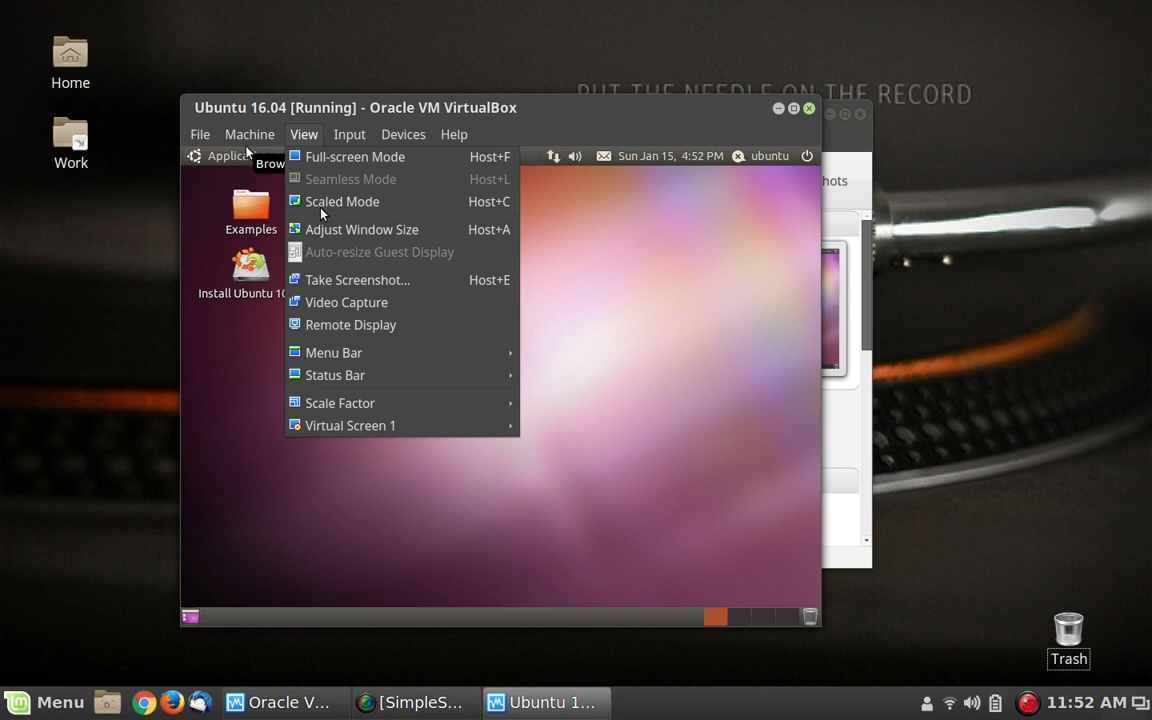 Home
PUT THE NEEDLE ON THE RECORD
Ubuntu 16.04 [Running] - Oracle VM VirtualBox
File Machine View Input Devices Help
Work
Sun Jan 15, 4:52 PM ubuntu
Full-screen Mode Host+F
Seamless Mode Host+L
Scaled Mode Host+C
Adjust Window Size Host+A
Auto-resize Guest Display
Take Screenshot... Host+E
Video Capture
Remote Display
Menu Bar
Status Bar
Scale Factor
Virtual Screen 1
Examples
Install Ubuntu 10
Trash
Menu Oracle V... [SimpleS... Ubuntu 1... 11:52 AM